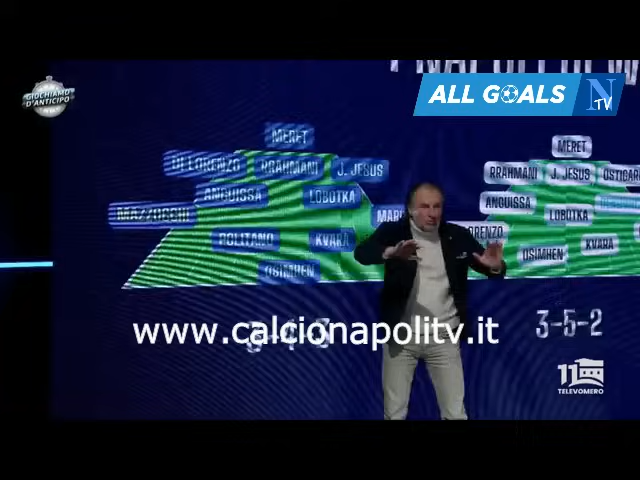 GIOCHIAMO
D'ANTICIPO
ALL GOALS
N
TV
MERET
DI LORENZO
RRAHMANI
J. JESUS
ANGUISSA
LOBOTKA
MAZZOCCHI
POLITANO
KVARA
OSIMHEN
MERET
RRAHMANI
J. JESUS
OSTIGARD
ANGUISSA
LOBOTKA
LORENZO
KVARA
OSIMHEN
3-5-2
www.calcionapolitv.it
11
TELEVOMERO